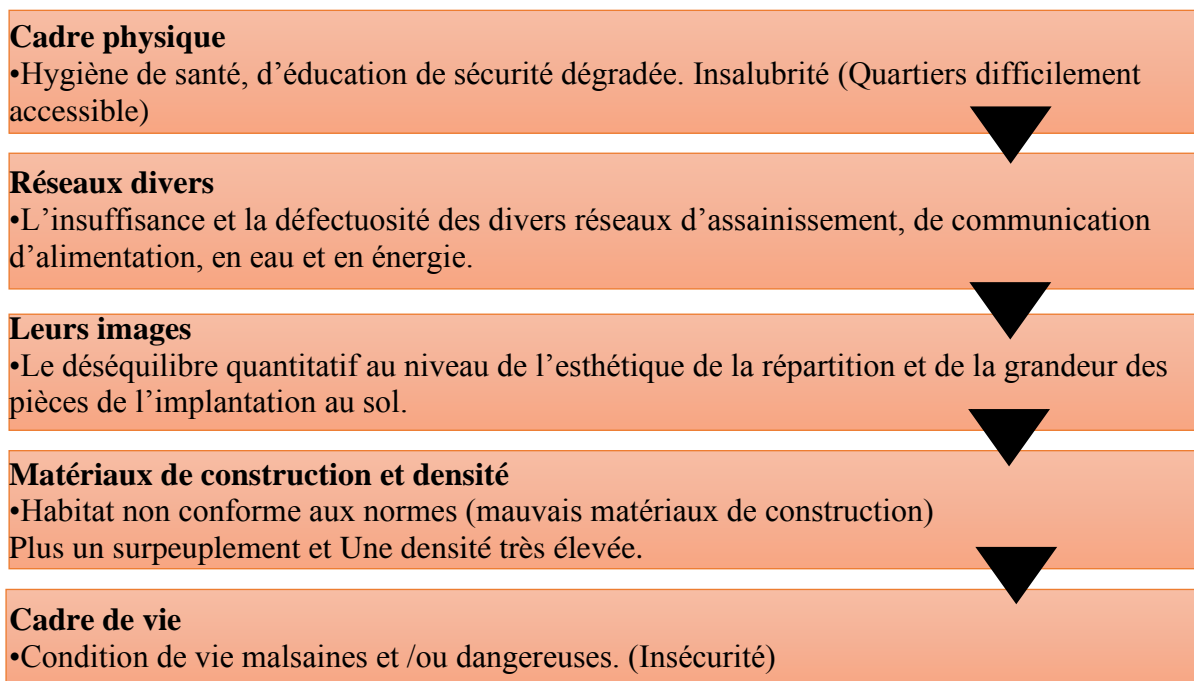 Cadre physique
•Hygiène de santé, d’éducation de sécurité dégradée. Insalubrité (Quartiers difficilement
accessible)
Réseaux divers
•L’insuffisance et la défectuosité des divers réseaux d’assainissement, de communication
d’alimentation, en eau et en énergie.
Leurs images
•Le déséquilibre quantitatif au niveau de l’esthétique de la répartition et de la grandeur des
pièces de l’implantation au sol.
Matériaux de construction et densité
•Habitat non conforme aux normes (mauvais matériaux de construction)
Plus un surpeuplement et Une densité très élevée.
Cadre de vie
•Condition de vie malsaines et /ou dangereuses. (Insécurité)